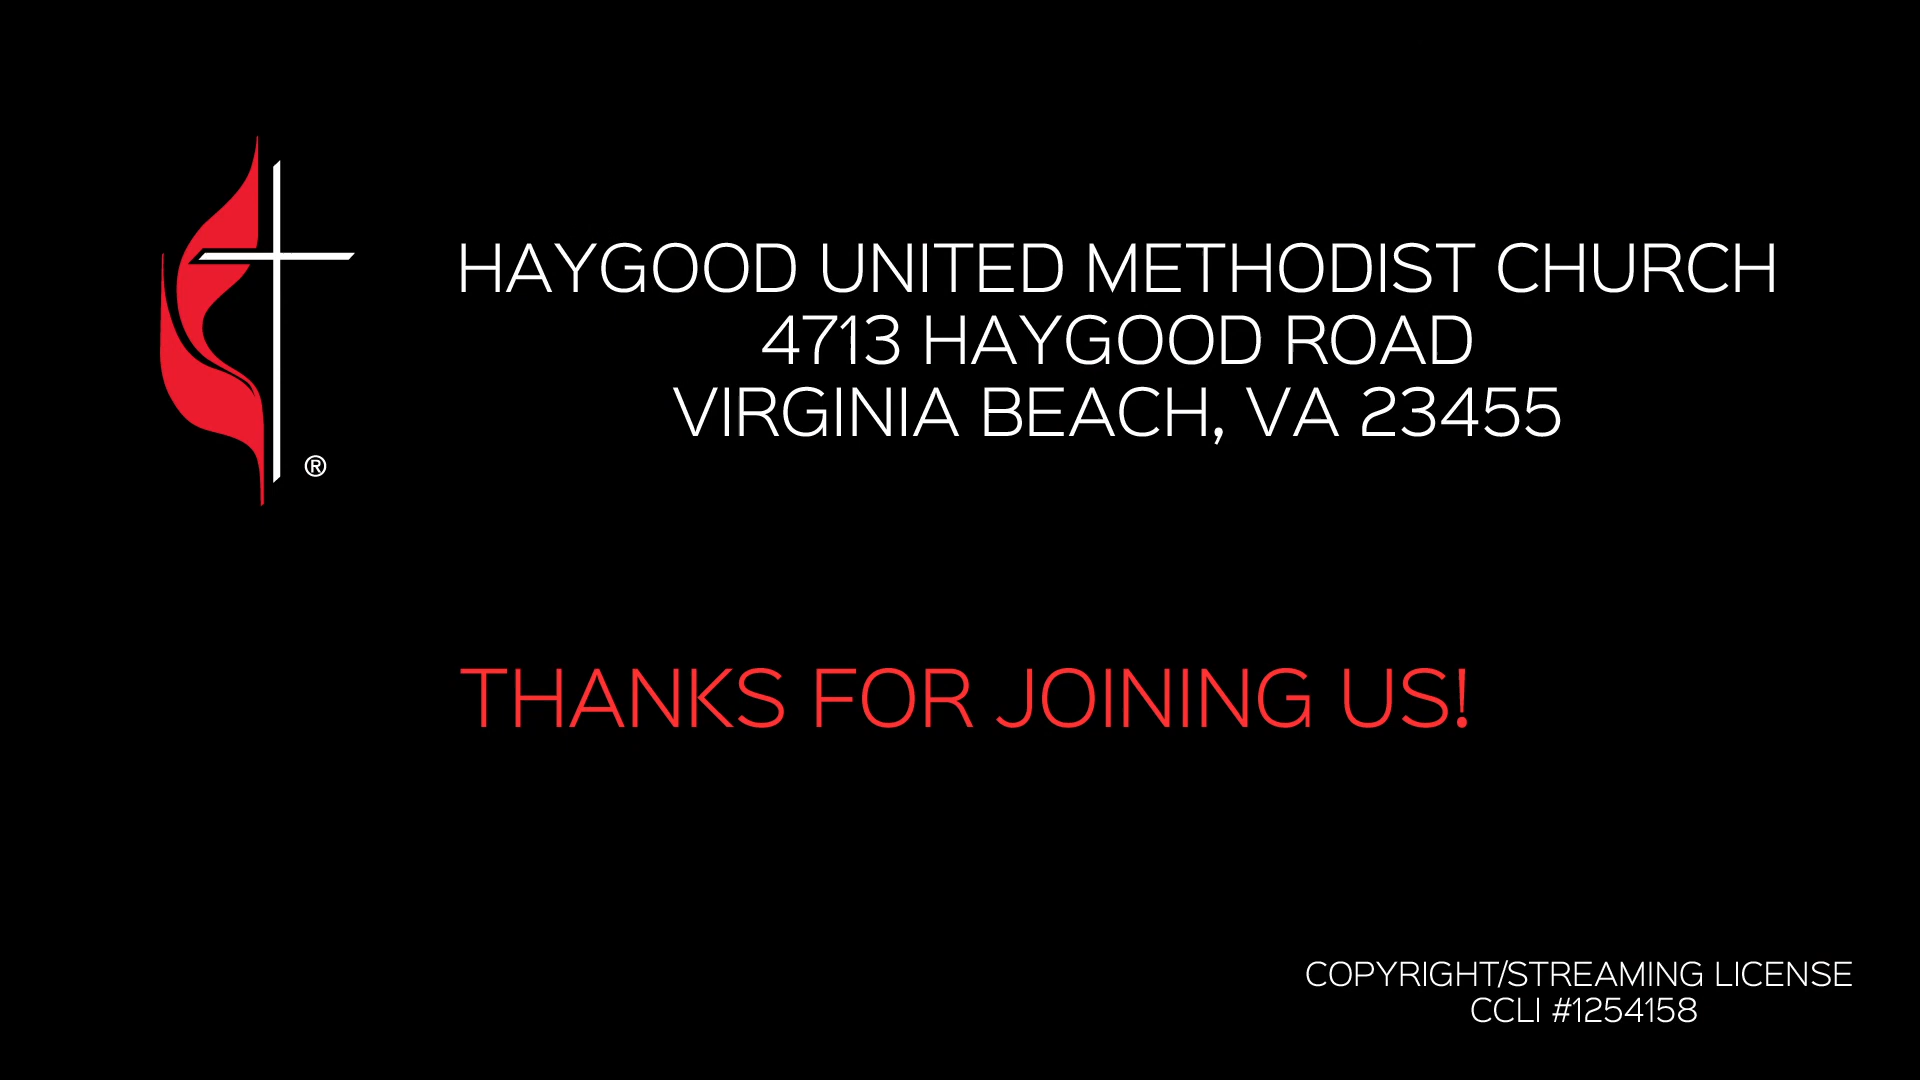 HAYGOOD UNITED METHODIST CHURCH
4713 HAYGOOD ROAD
VIRGINIA BEACH, VA 23455
®
THANKS FOR JOINING US!
COPYRIGHT/STREAMING LICENSE
CCLI #1254158